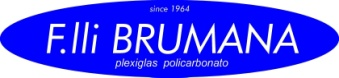 since 1964
F.lli BRUMANA
plexiglas policarbonato